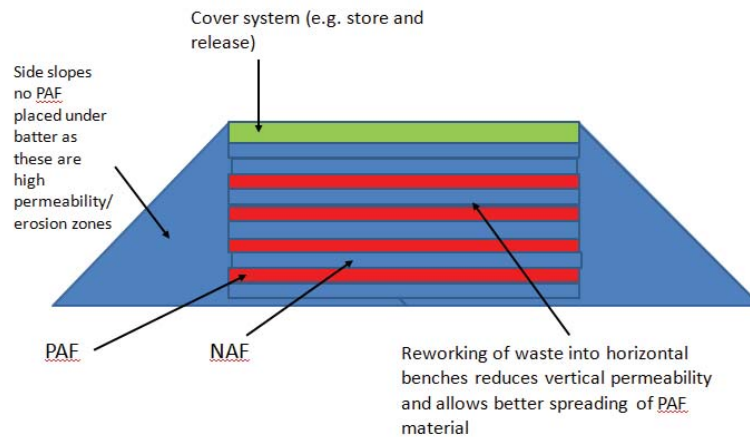 Cover system (e.g. store and
release)
Side slopes
no PAF
placed under
batter as
these are
high
permeability/
erosion zones
PAF
NAF
Reworking of waste into horizontal
benches reduces vertical permeability
and allows better spreading of PAF
material